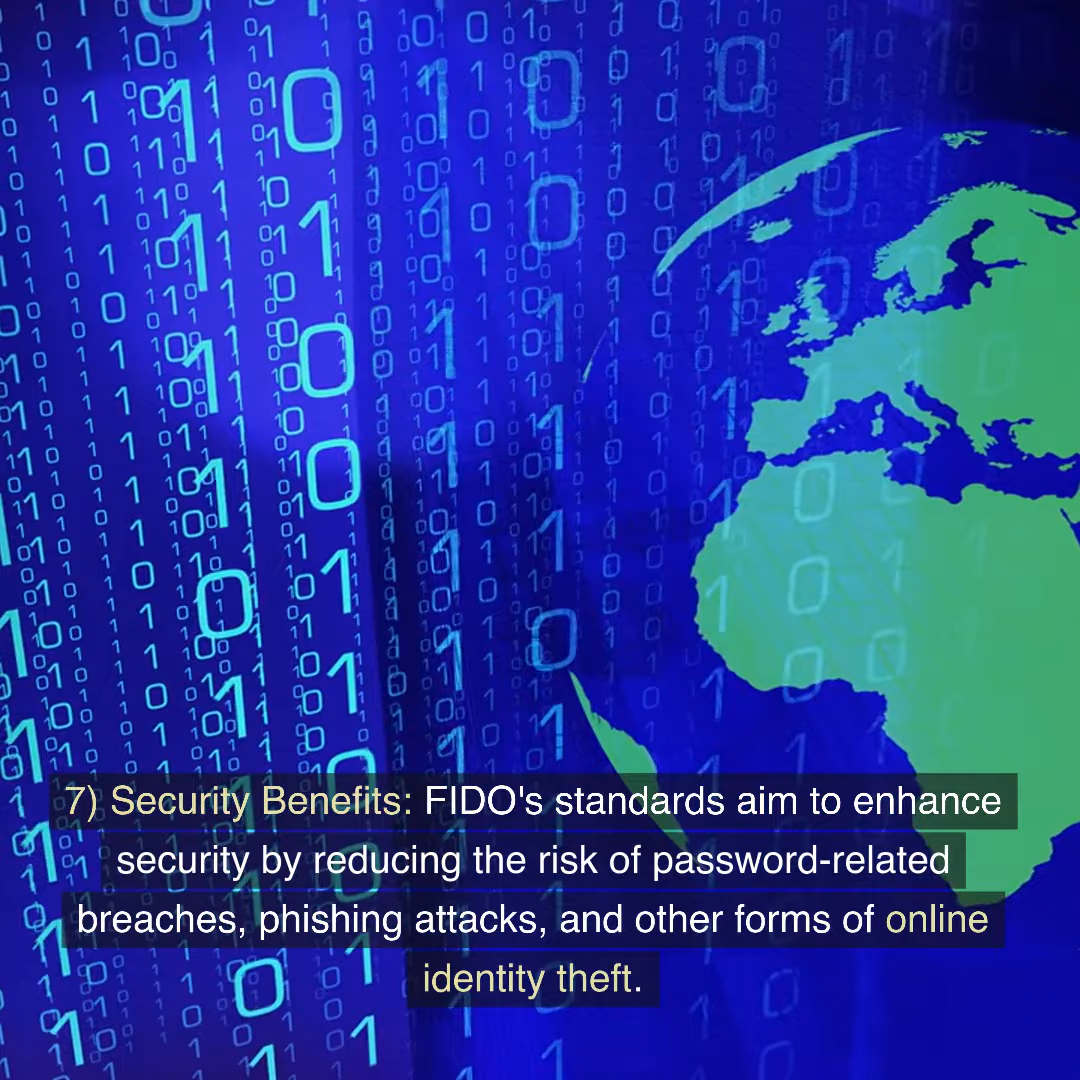 7) Security Benefits: FIDO's standards aim to enhance
security by reducing the risk of password-related
breaches, phishing attacks, and other forms of online
identity theft.